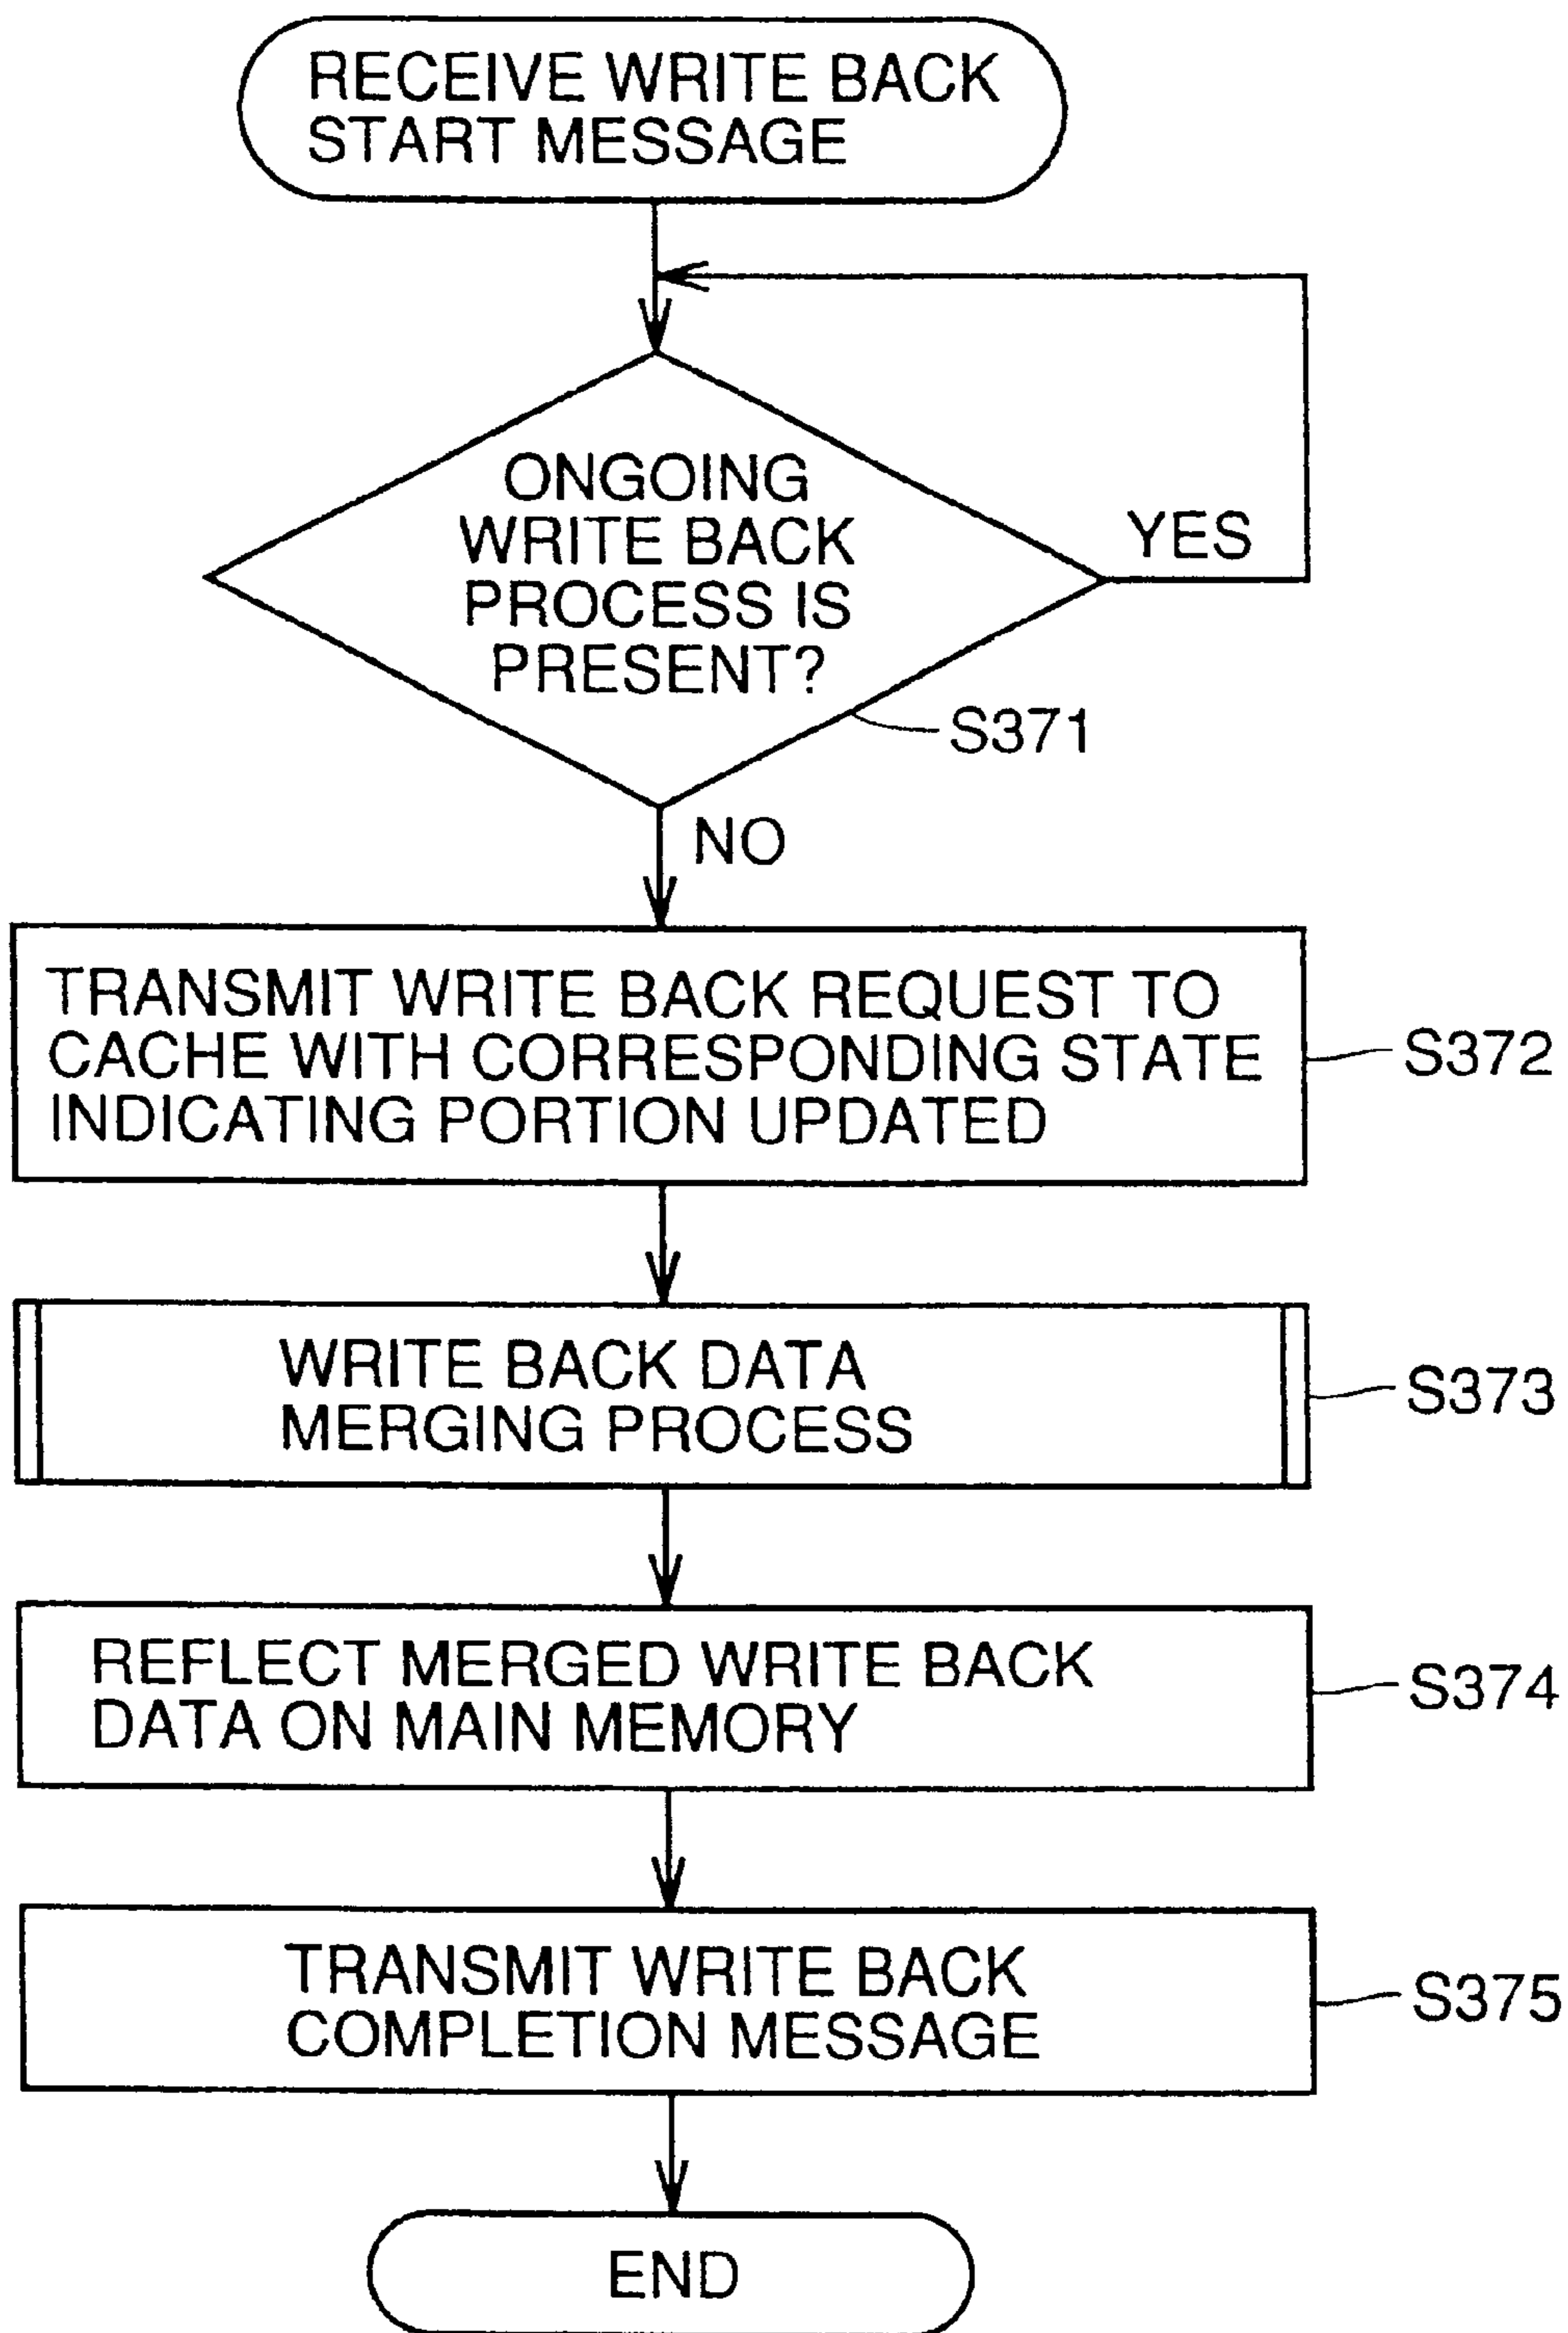 RECEIVE WRITE BACK
START MESSAGE
ONGOING
WRITE BACK
PROCESS IS
PRESENT?
YES
S371
NO
TRANSMIT WRITE BACK REQUEST TO
CACHE WITH CORRESPONDING STATE
INDICATING PORTION UPDATED
S372
WRITE BACK DATA
MERGING PROCESS
S373
REFLECT MERGED WRITE BACK
DATA ON MAIN MEMORY
S374
TRANSMIT WRITE BACK
COMPLETION MESSAGE
S375
END